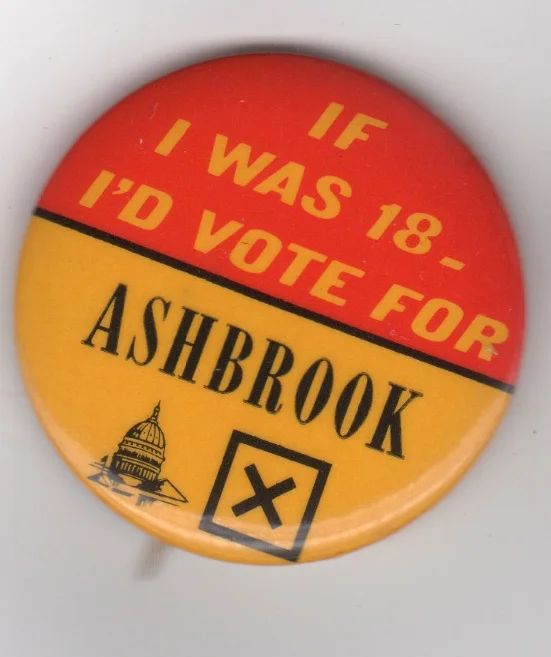 IF
I WAS 18-
I'D VOTE FOR
ASHBROOK